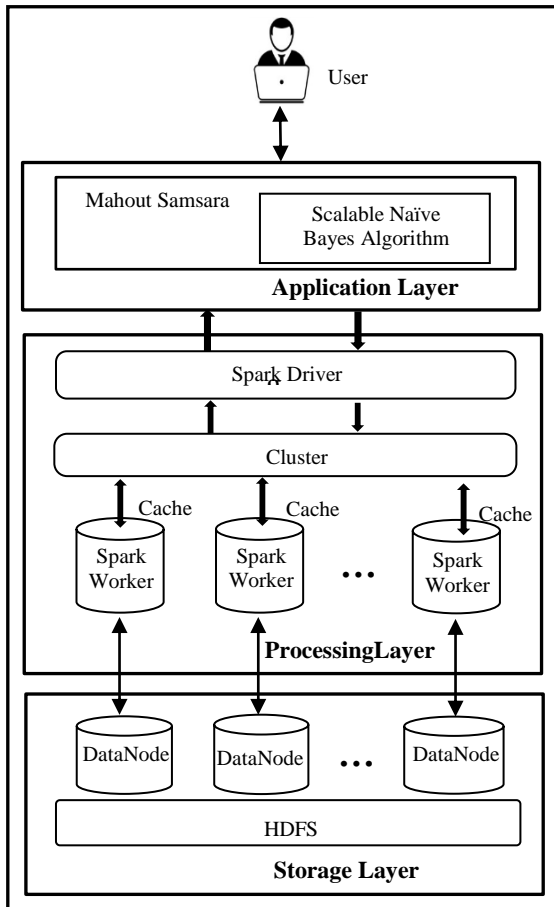 User
Mahout Samsara
Scalable Naïve
Bayes Algorithm
Application Layer
Spark Driver
Cluster
Cache
Cache
Cache
Spark
Worker
Spark
Worker
...
Spark
Worker
ProcessingLayer
DataNode
DataNode
...
DataNode
HDFS
Storage Layer